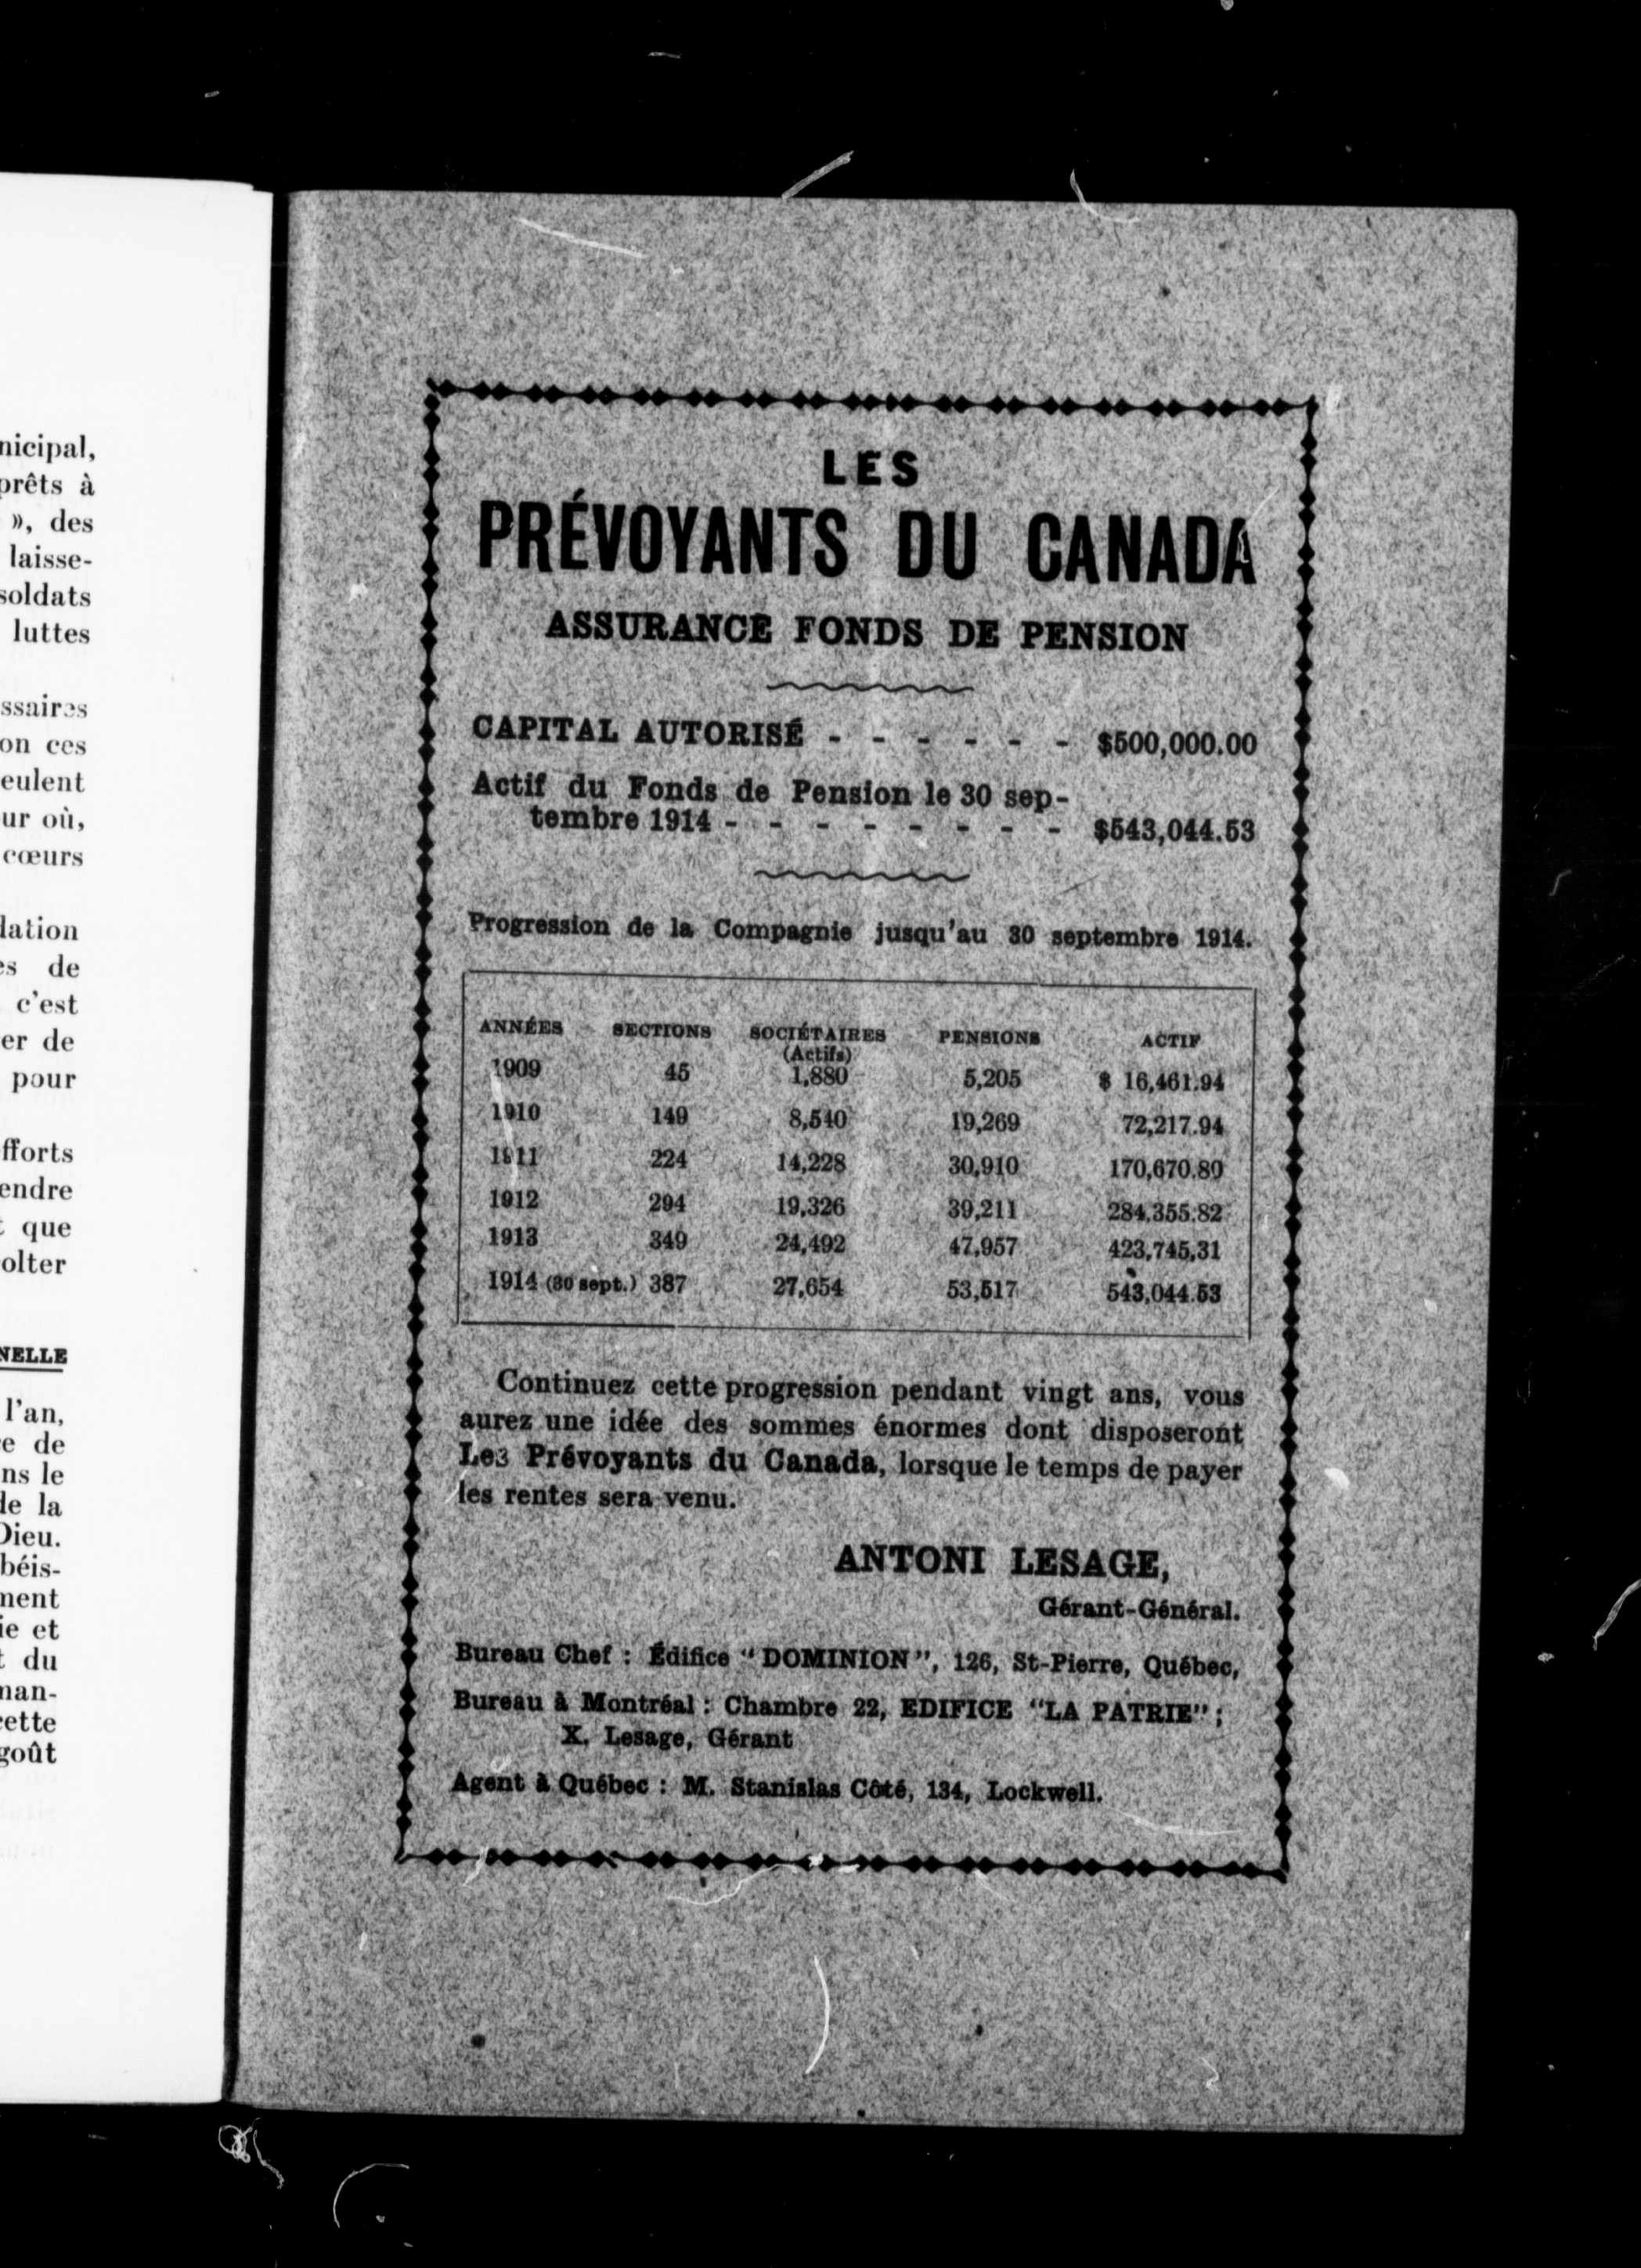 nicipal,
prêts à
», des
laisse-
soldats
luttes
ssaires
on ces
eulent
ur où,
cœurs
dation
es de
c'est
er de
pour
fforts
endre
que
olter
NELLE
l'an,
e de
ns le
de la
Dieu.
béis-
ment
ie et
t du
man-
cette
goût
LES
PRÉVOYANTS DU CANADA
ASSURANCE FONDS DE PENSION
CAPITAL AUTORISÉ - - - - - - $500,000.00
Actif du Fonds de Pension le 30 sep-
tembre 1914 - - - - - - - - $543,044.53
Progression de la Compagnie jusqu'au 30 septembre 1914.
ANNÉES SECTIONS SOCIÉTAIRES PENSIONS ACTIF
(Actifs)
1909 45 1,880 5,205 $ 16,461.94
1910 149 8,540 19,269 72,217.94
1911 224 14,228 30,910 170,670.80
1912 294 19,326 39,211 284,355.82
1913 349 24,492 47,957 423,745,31
1914 (30 sept.) 387 27,654 53,517 543,044.53
Continuez cette progression pendant vingt ans, vous
aurez une idée des sommes énormes dont disposeront
Les Prévoyants du Canada, lorsque le temps de payer
les rentes sera venu.
ANTONI LESAGE,
Gérant-Général.
Bureau Chef : Édifice "DOMINION", 126, St-Pierre, Québec,
Bureau à Montréal : Chambre 22, EDIFICE "LA PATRIE" ;
X. Lesage, Gérant
Agent à Québec : M. Stanislas Côté, 134, Lockwell.